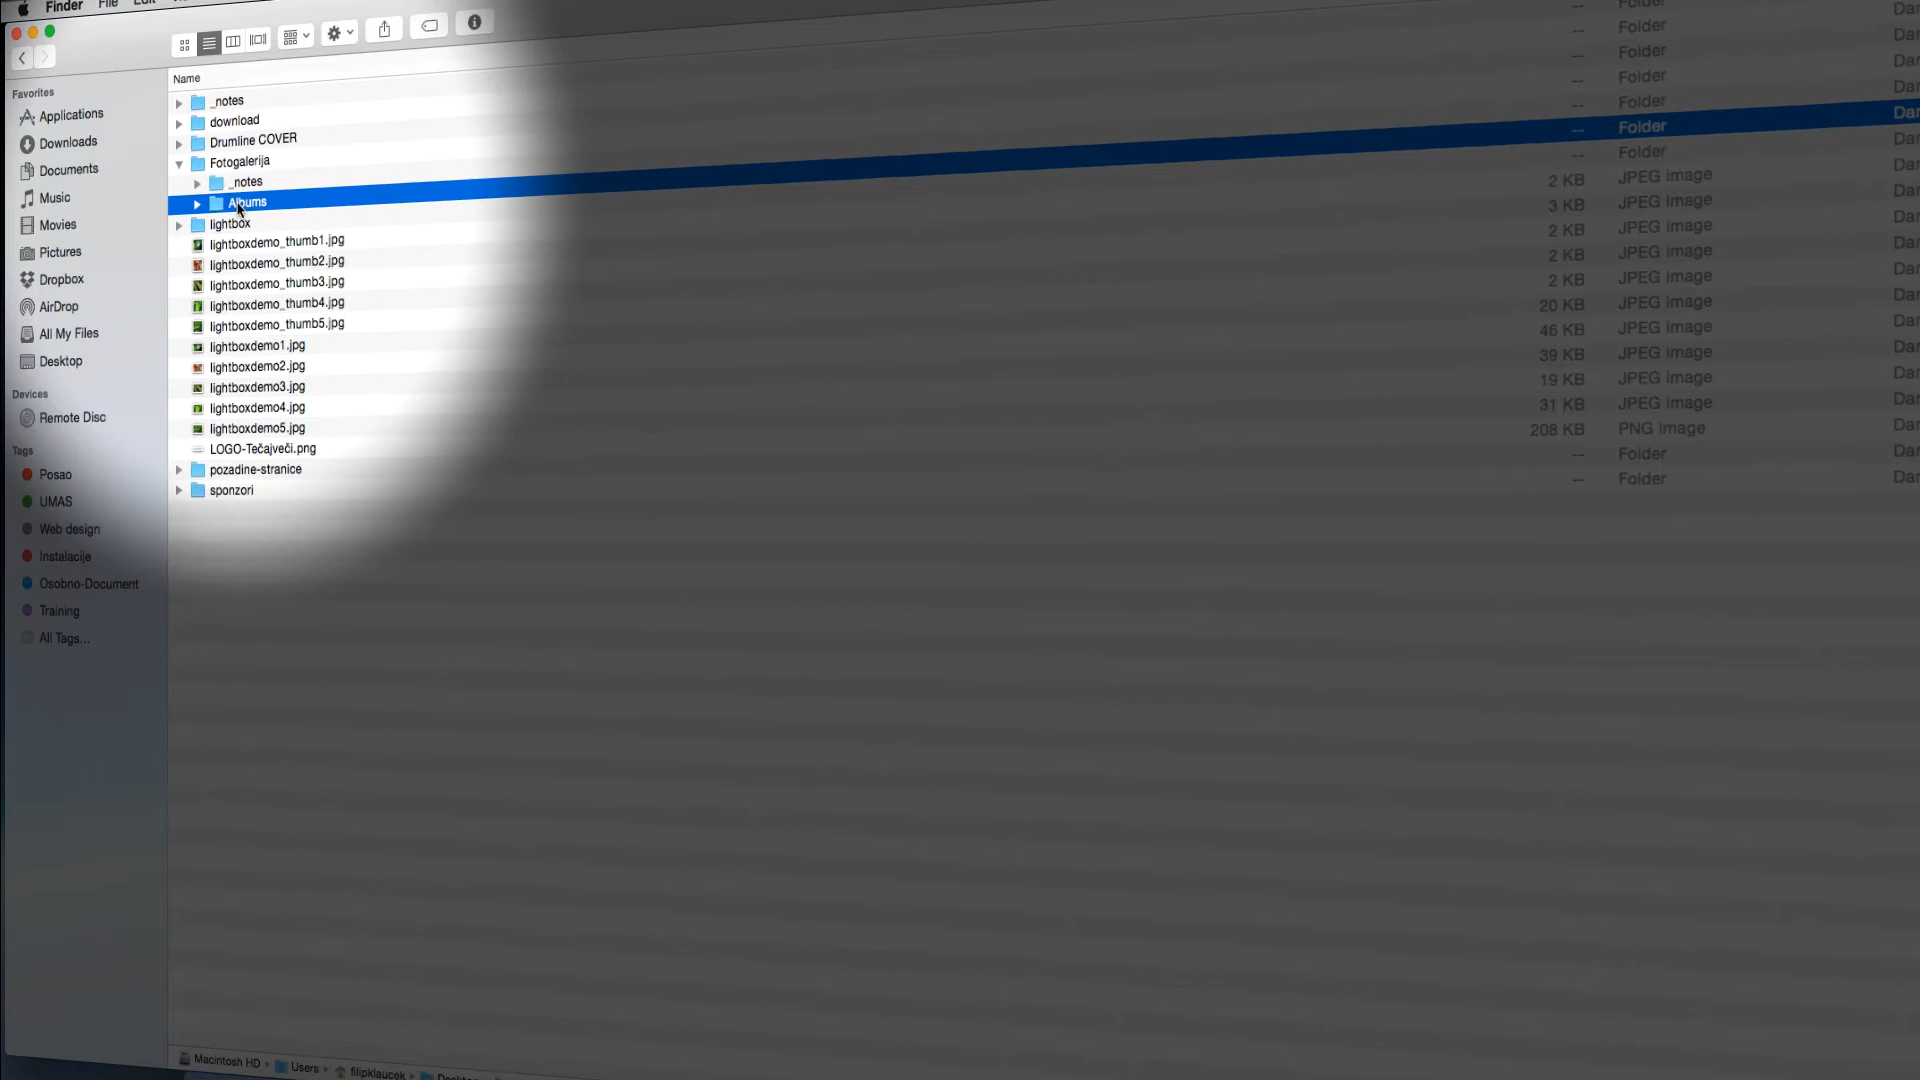 Finder File Edit
Name
Favorites
Applications
Downloads
Documents
Music
Movies
Pictures
Dropbox
AirDrop
All My Files
Desktop
Devices
Remote Disc
Tags
Posao
UMAS
Web design
Instalacije
Osobno-Document
Training
All Tags...
-- Folder
-- Folder
-- Folder
-- Folder
_notes -- Folder
download -- Folder
Drumline COVER -- Folder
Fotogalerija
_notes
Albums
lightbox
lightboxdemo_thumb1.jpg 2 KB JPEG image
lightboxdemo_thumb2.jpg 3 KB JPEG image
lightboxdemo_thumb3.jpg 2 KB JPEG image
lightboxdemo_thumb4.jpg 2 KB JPEG image
lightboxdemo_thumb5.jpg 2 KB JPEG image
lightboxdemo1.jpg 20 KB JPEG image
lightboxdemo2.jpg 46 KB JPEG image
lightboxdemo3.jpg 39 KB JPEG image
lightboxdemo4.jpg 19 KB JPEG image
lightboxdemo5.jpg 31 KB JPEG image
LOGO-Tečajveči.png 208 KB PNG image
pozadine-stranice -- Folder
sponzori -- Folder
Macintosh HD Users filipklaucek